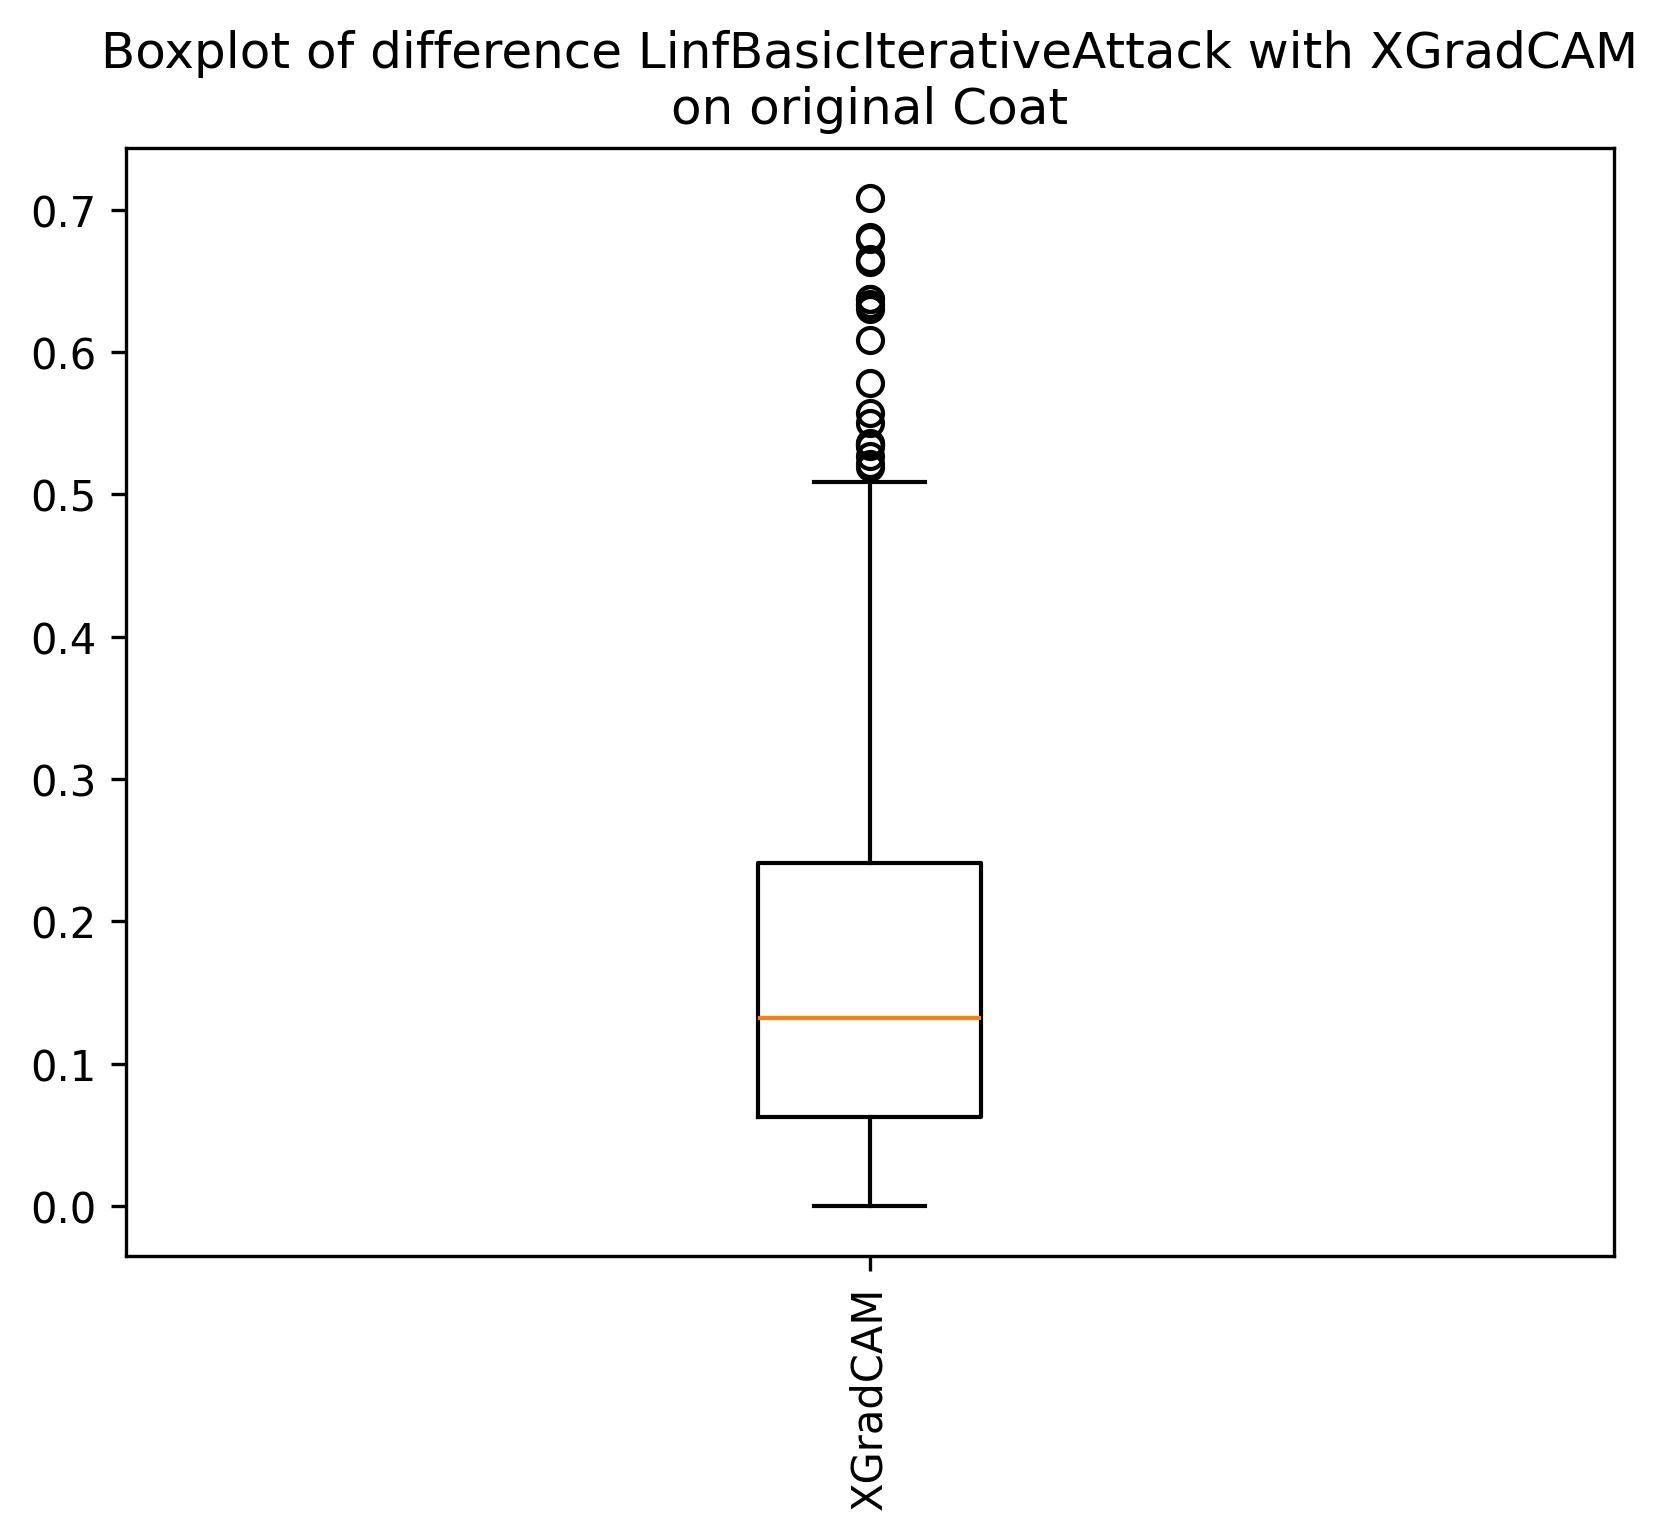 Boxplot of difference LinfBasicIterativeAttack with XGradCAM
on original Coat
0.7
0.6
0.5
0.4
0.3
0.2
0.1
0.0
XGradCAM